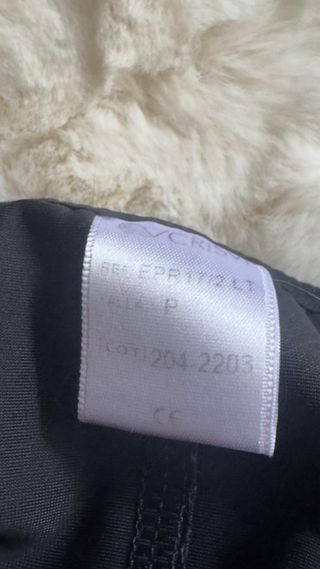 REF. EPR17/2 LT
TALLA P
[LOT] 204-2203
CE